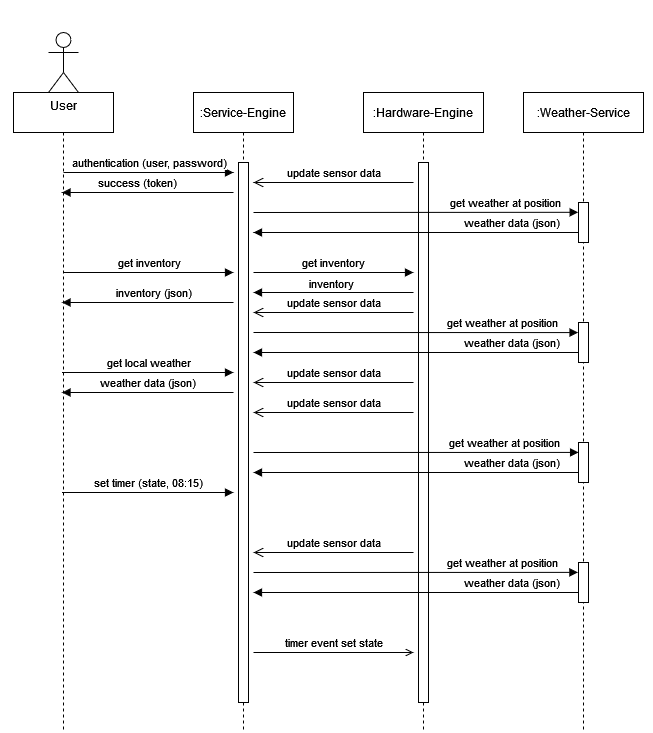 User
:Service-Engine
:Hardware-Engine
:Weather-Service
authentication (user, password)
update sensor data
success (token)
get weather at position
weather data (json)
get inventory
get inventory
inventory
inventory (json)
update sensor data
get weather at position
weather data (json)
get local weather
update sensor data
weather data (json)
update sensor data
get weather at position
weather data (json)
set timer (state, 08:15)
update sensor data
get weather at position
weather data (json)
timer event set state